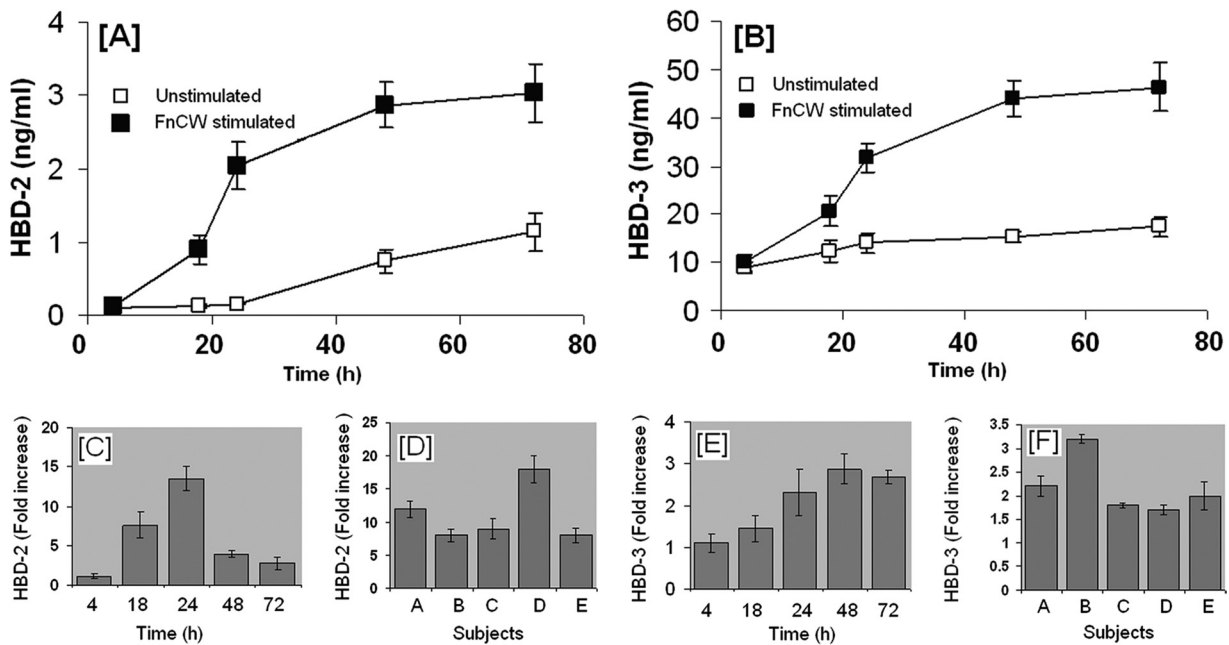 [A]
HBD-2 (ng/ml)
4
3
2
1
0
Unstimulated
FnCW stimulated
0 20 40 60 80
Time (h)
[B]
HBD-3 (ng/ml)
60
50
40
30
20
10
0
Unstimulated
FnCW stimulated
0 20 40 60 80
Time (h)
[C]
HBD-2 (Fold increase)
20
15
10
5
0
4 18 24 48 72
Time (h)
[D]
HBD-2 (Fold increase)
25
20
15
10
5
0
A B C D E
Subjects
[E]
HBD-3 (Fold increase)
4
3
2
1
0
4 18 24 48 72
Time (h)
[F]
HBD-3 (Fold increase)
3.5
3
2.5
2
1.5
1
0.5
0
A B C D E
Subjects